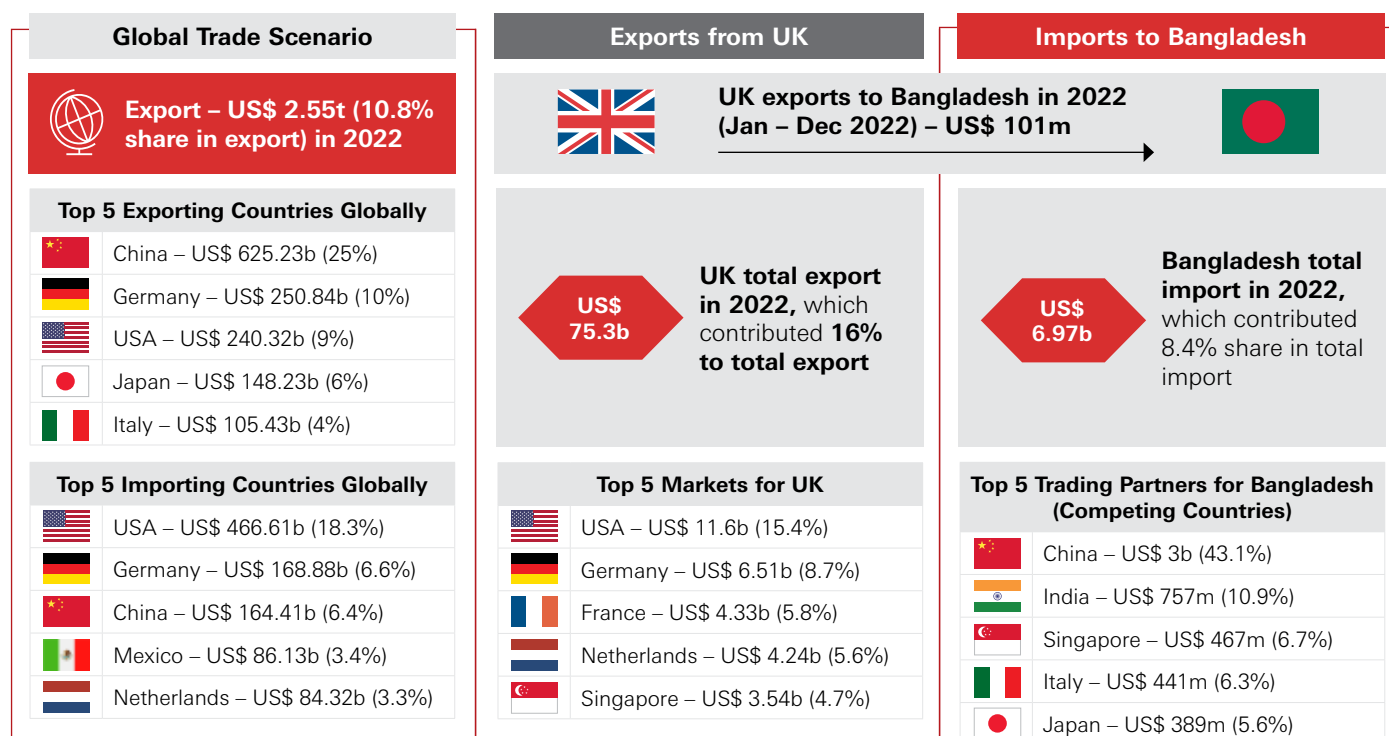 Global Trade Scenario
Export – US$ 2.55t (10.8%
share in export) in 2022
Top 5 Exporting Countries Globally
China – US$ 625.23b (25%)
Germany – US$ 250.84b (10%)
USA – US$ 240.32b (9%)
Japan – US$ 148.23b (6%)
Italy – US$ 105.43b (4%)
Top 5 Importing Countries Globally
USA – US$ 466.61b (18.3%)
Germany – US$ 168.88b (6.6%)
China – US$ 164.41b (6.4%)
Mexico – US$ 86.13b (3.4%)
Netherlands – US$ 84.32b (3.3%)
Exports from UK
Imports to Bangladesh
UK exports to Bangladesh in 2022
(Jan – Dec 2022) – US$ 101m
US$
75.3b
UK total export
in 2022, which
contributed 16%
to total export
Top 5 Markets for UK
USA – US$ 11.6b (15.4%)
Germany – US$ 6.51b (8.7%)
France – US$ 4.33b (5.8%)
Netherlands – US$ 4.24b (5.6%)
Singapore – US$ 3.54b (4.7%)
US$
6.97b
Bangladesh total
import in 2022,
which contributed
8.4% share in total
import
Top 5 Trading Partners for Bangladesh
(Competing Countries)
China – US$ 3b (43.1%)
India – US$ 757m (10.9%)
Singapore – US$ 467m (6.7%)
Italy – US$ 441m (6.3%)
Japan – US$ 389m (5.6%)